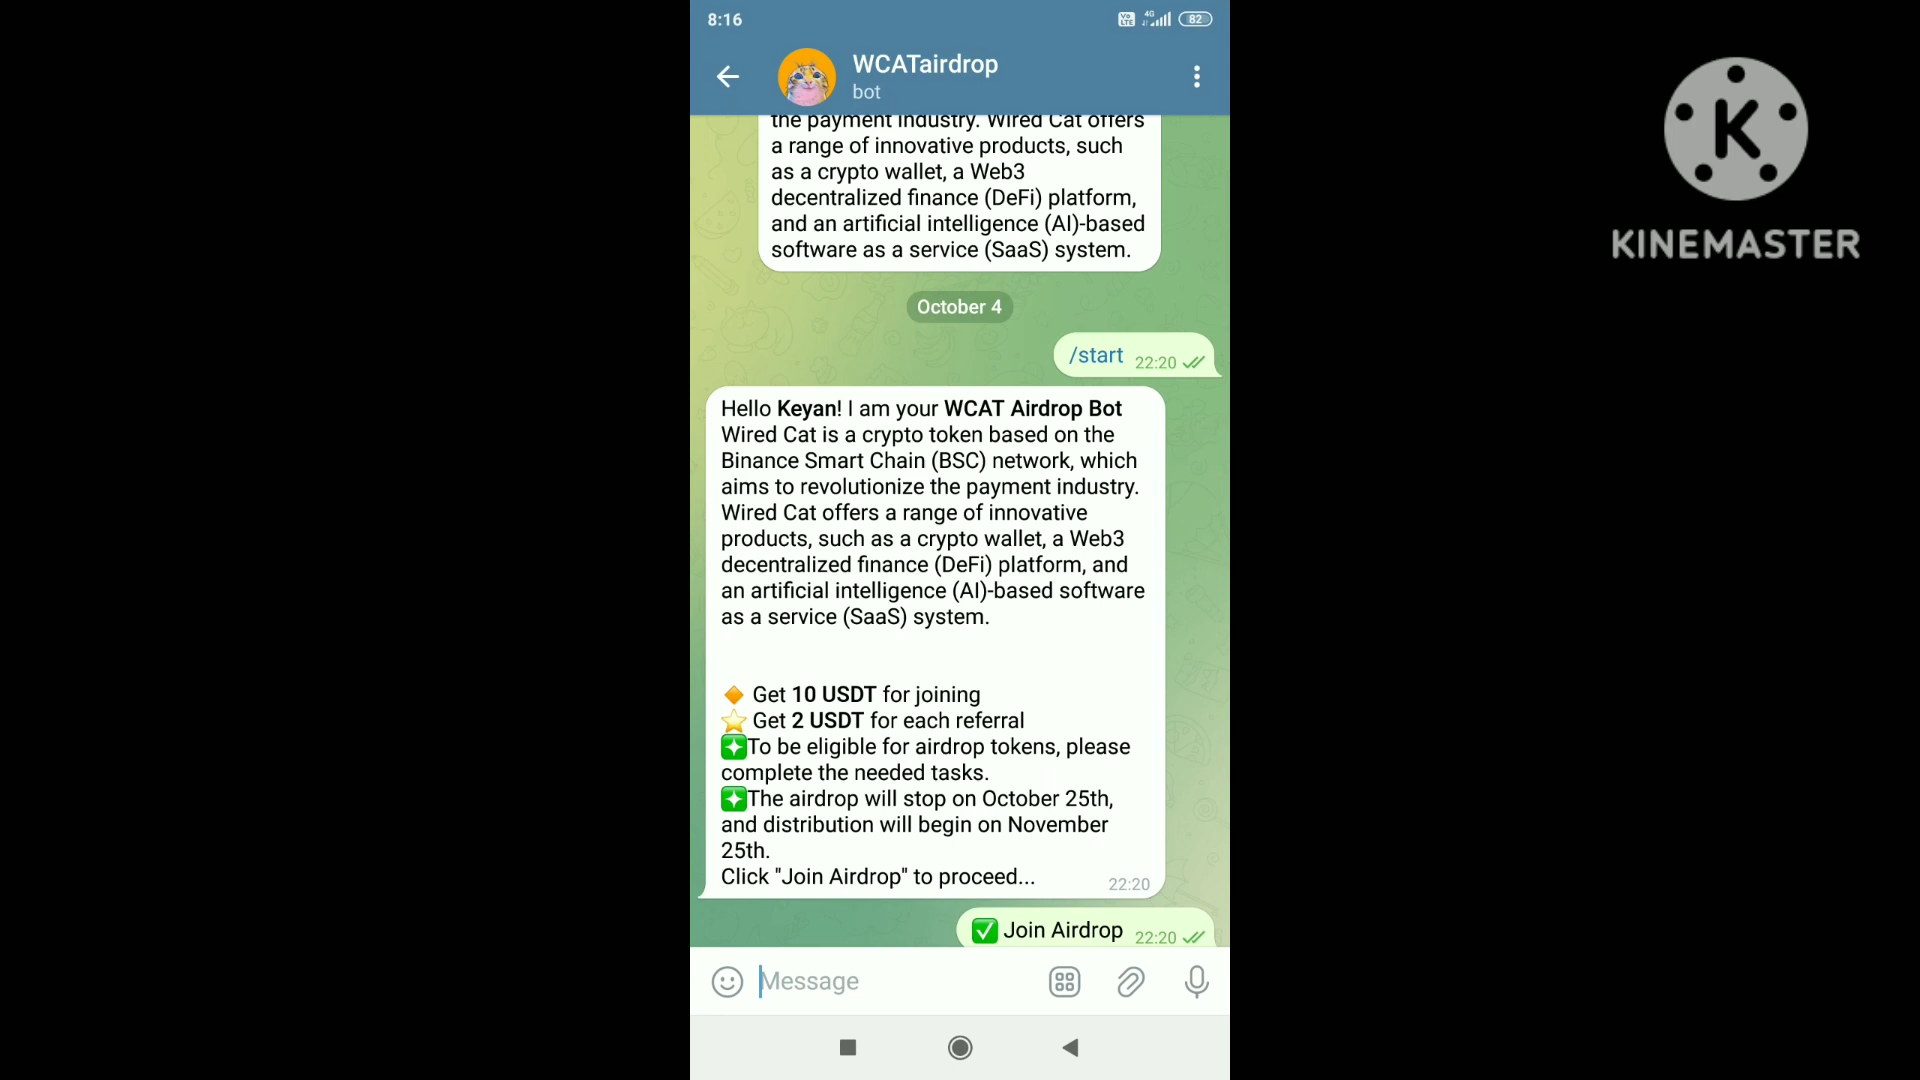 8:16
Vo LTE 4G 82
WCATairdrop
bot
the payment industry. Wired Cat offers
a range of innovative products, such
as a crypto wallet, a Web3
decentralized finance (DeFi) platform,
and an artificial intelligence (AI)-based
software as a service (SaaS) system.
October 4
/start 22:20
Hello Keyan! I am your WCAT Airdrop Bot
Wired Cat is a crypto token based on the
Binance Smart Chain (BSC) network, which
aims to revolutionize the payment industry.
Wired Cat offers a range of innovative
products, such as a crypto wallet, a Web3
decentralized finance (DeFi) platform, and
an artificial intelligence (AI)-based software
as a service (SaaS) system.
🔸 Get 10 USDT for joining
⭐ Get 2 USDT for each referral
❇️To be eligible for airdrop tokens, please
complete the needed tasks.
❇️The airdrop will stop on October 25th,
and distribution will begin on November
25th.
Click "Join Airdrop" to proceed...
22:20
✅ Join Airdrop 22:20
Message
K
KINEMASTER